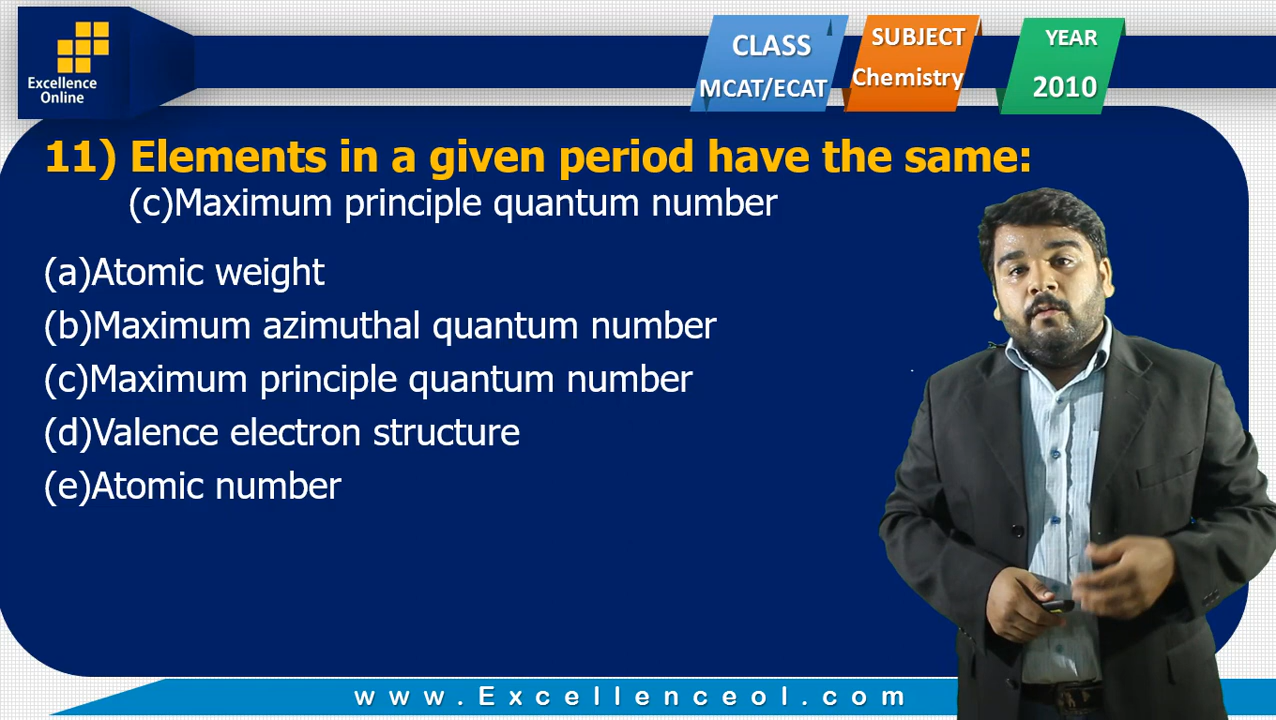 Excellence
Online
CLASS
MCAT/ECAT
SUBJECT
Chemistry
YEAR
2010
11) Elements in a given period have the same:
(c)Maximum principle quantum number
(a)Atomic weight
(b)Maximum azimuthal quantum number
(c)Maximum principle quantum number
(d)Valence electron structure
(e)Atomic number
www.Excellenceol.com